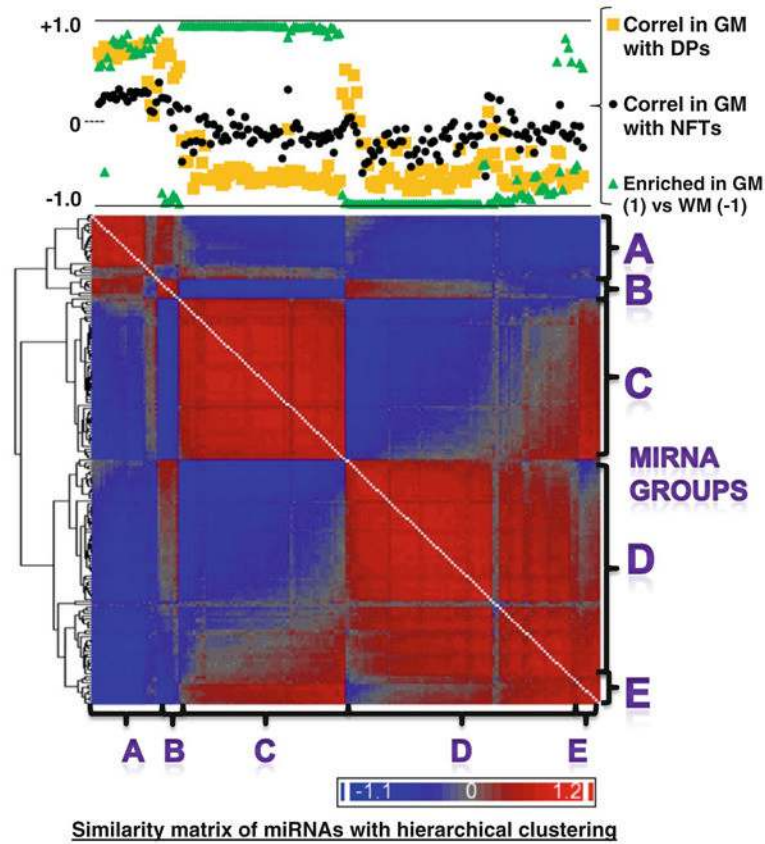 +1.0
0
-1.0
Correl in GM
with DPs
Correl in GM
with NFTs
Enriched in GM
(1) vs WM (-1)
A
B
C
MIRNA
GROUPS
D
E
A B C D E
-1.1 0 1.2
Similarity matrix of miRNAs with hierarchical clustering